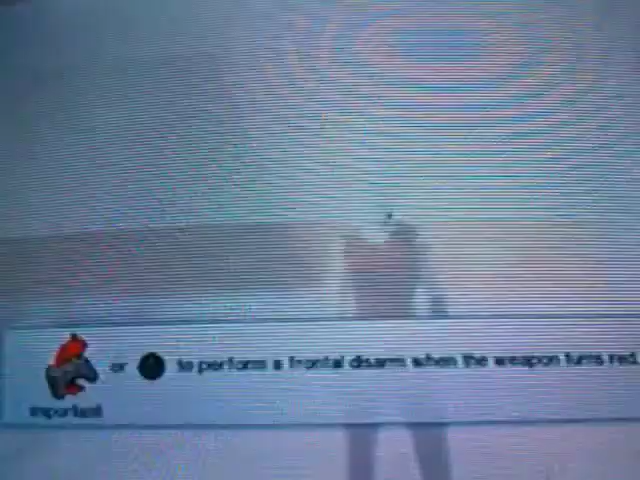 or to perform a frontal disarm when the weapon turns red.
important